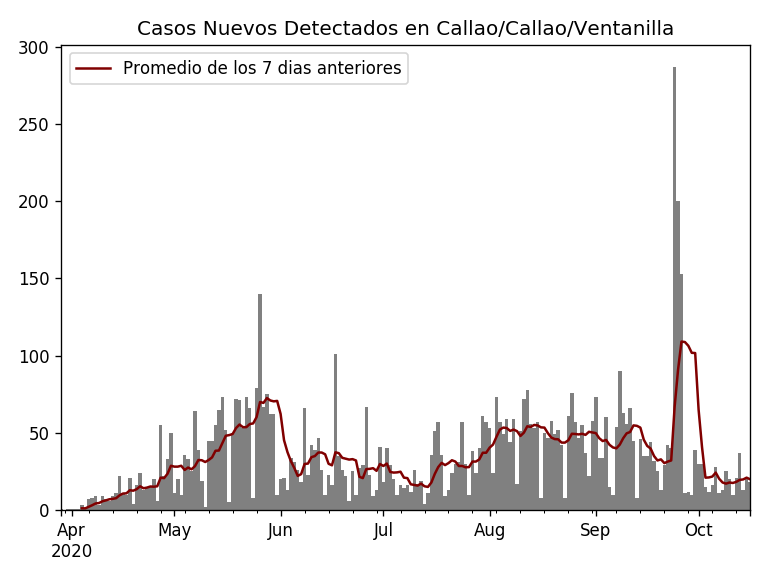 Casos Nuevos Detectados en Callao/Callao/Ventanilla
Promedio de los 7 dias anteriores
300
250
200
150
100
50
0
Apr May Jun Jul Aug Sep Oct
2020